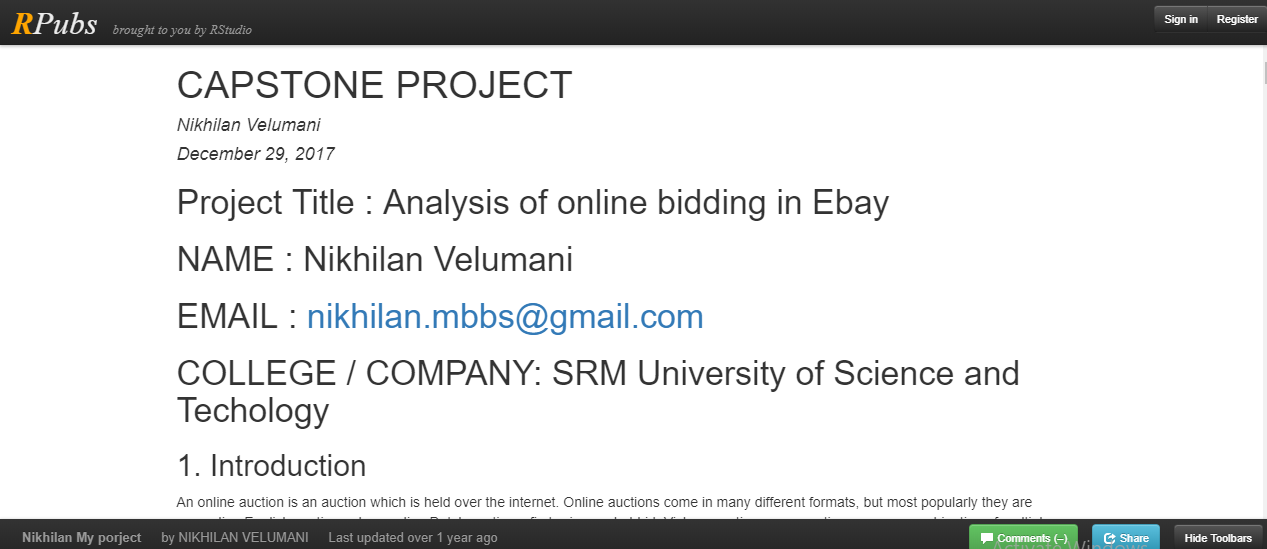 RPubs brought to you by RStudio
Sign in Register
CAPSTONE PROJECT
Nikhilan Velumani
December 29, 2017
Project Title : Analysis of online bidding in Ebay
NAME : Nikhilan Velumani
EMAIL : nikhilan.mbbs@gmail.com
COLLEGE / COMPANY: SRM University of Science and
Techology
1. Introduction
An online auction is an auction which is held over the internet. Online auctions come in many different formats, but most popularly they are
Nikhilan My porject by NIKHILAN VELUMANI Last updated over 1 year ago
Comments (–) Share Hide Toolbars
Activate Windows